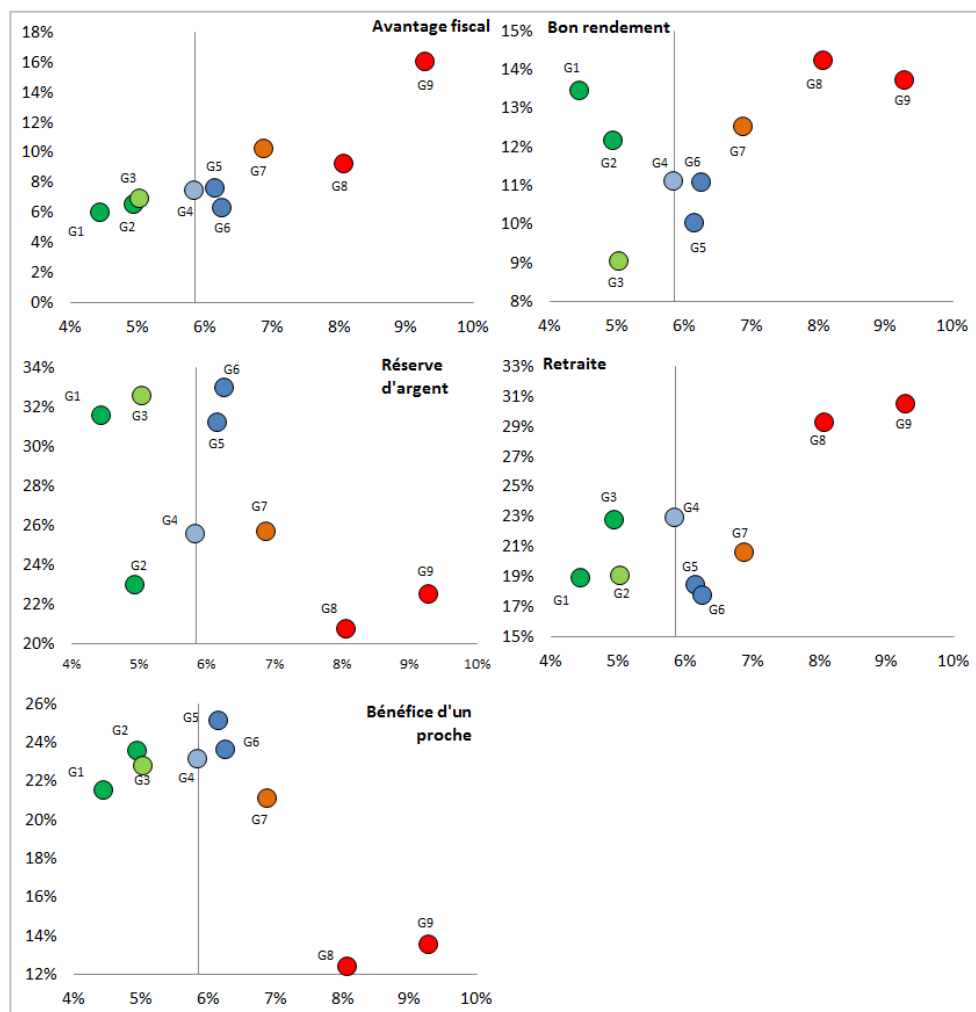 Avantage fiscal
18%
16%
14%
12%
10%
8%
6%
4%
2%
0%
G1
G2
G3
G4
G5
G6
G7
G8
G9
4% 5% 6% 7% 8% 9% 10%
Bon rendement
15%
14%
13%
12%
11%
10%
9%
8%
G1
G2
G3
G4
G6
G5
G7
G8
G9
4% 5% 6% 7% 8% 9% 10%
Réserve
d'argent
34%
32%
30%
28%
26%
24%
22%
20%
G1
G3
G2
G4
G6
G5
G7
G8
G9
4% 5% 6% 7% 8% 9% 10%
Retraite
33%
31%
29%
27%
25%
23%
21%
19%
17%
15%
G1
G3
G2
G4
G5
G6
G7
G8
G9
4% 5% 6% 7% 8% 9% 10%
Bénéfice d'un
proche
26%
24%
22%
20%
18%
16%
14%
12%
G1
G2
G3
G4
G5
G6
G7
G8
G9
4% 5% 6% 7% 8% 9% 10%